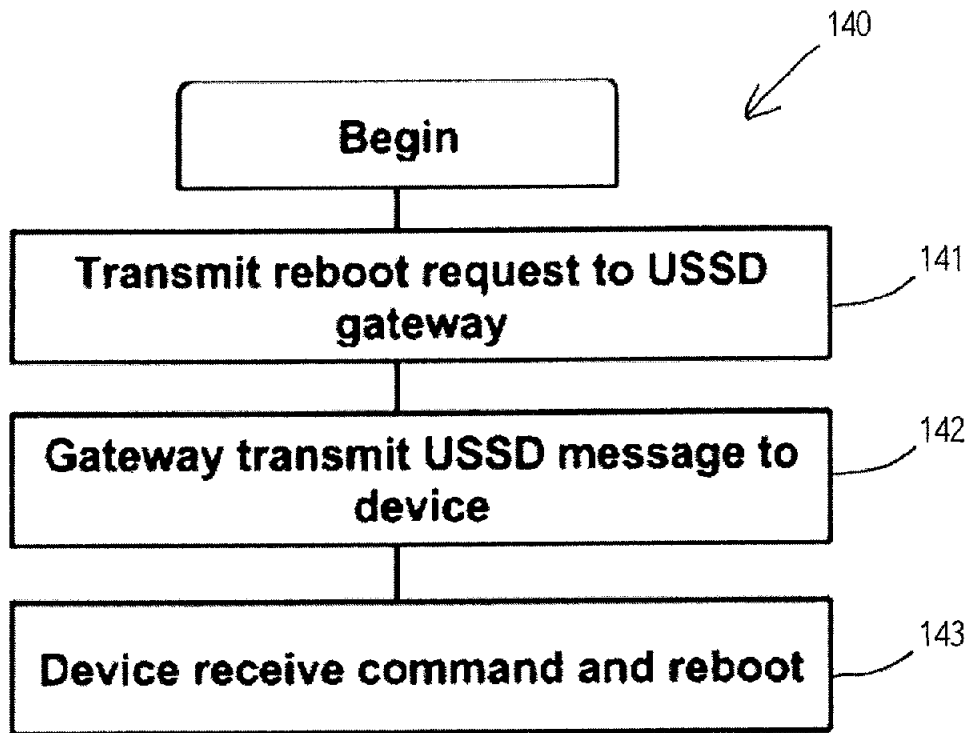 140
Begin
Transmit reboot request to USSD
gateway
141
Gateway transmit USSD message to
device
142
Device receive command and reboot
143